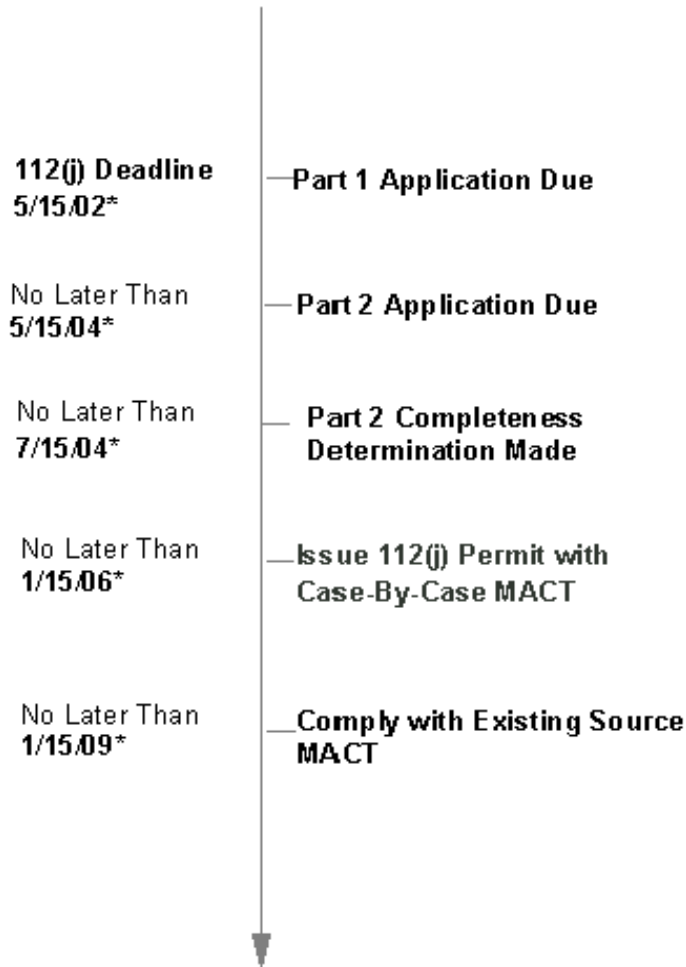 112(j) Deadline
5/15/02*
Part 1 Application Due
No Later Than
5/15/04*
Part 2 Application Due
No Later Than
7/15/04*
Part 2 Completeness
Determination Made
No Later Than
1/15/06*
Issue 112(j) Permit with
Case-By-Case MACT
No Later Than
1/15/09*
Comply with Existing Source
MACT